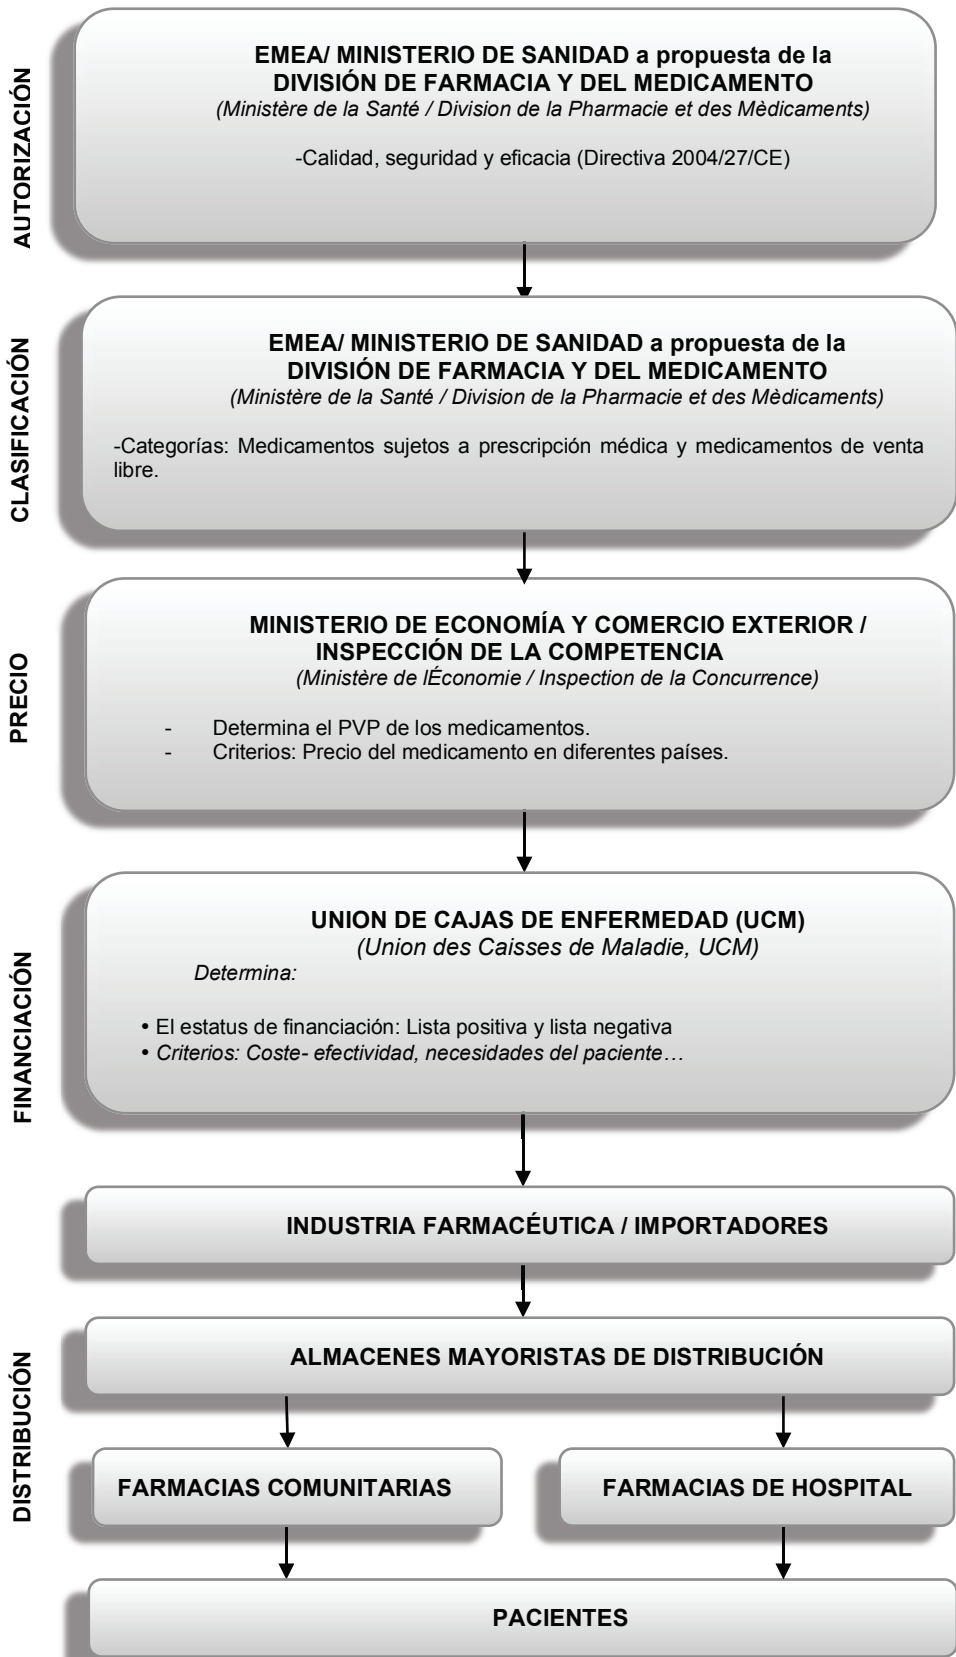 AUTORIZACIÓN
EMEA/ MINISTERIO DE SANIDAD a propuesta de la
DIVISIÓN DE FARMACIA Y DEL MEDICAMENTO
(Ministère de la Santé / Division de la Pharmacie et des Mèdicaments)
-Calidad, seguridad y eficacia (Directiva 2004/27/CE)
CLASIFICACIÓN
EMEA/ MINISTERIO DE SANIDAD a propuesta de la
DIVISIÓN DE FARMACIA Y DEL MEDICAMENTO
(Ministère de la Santé / Division de la Pharmacie et des Mèdicaments)
-Categorías: Medicamentos sujetos a prescripción médica y medicamentos de venta
libre.
PRECIO
MINISTERIO DE ECONOMÍA Y COMERCIO EXTERIOR /
INSPECCIÓN DE LA COMPETENCIA
(Ministère de lÉconomie / Inspection de la Concurrence)
- Determina el PVP de los medicamentos.
- Criterios: Precio del medicamento en diferentes países.
FINANCIACIÓN
UNION DE CAJAS DE ENFERMEDAD (UCM)
(Union des Caisses de Maladie, UCM)
Determina:
• El estatus de financiación: Lista positiva y lista negativa
• Criterios: Coste- efectividad, necesidades del paciente…
DISTRIBUCIÓN
INDUSTRIA FARMACÉUTICA / IMPORTADORES
ALMACENES MAYORISTAS DE DISTRIBUCIÓN
FARMACIAS COMUNITARIAS
FARMACIAS DE HOSPITAL
PACIENTES